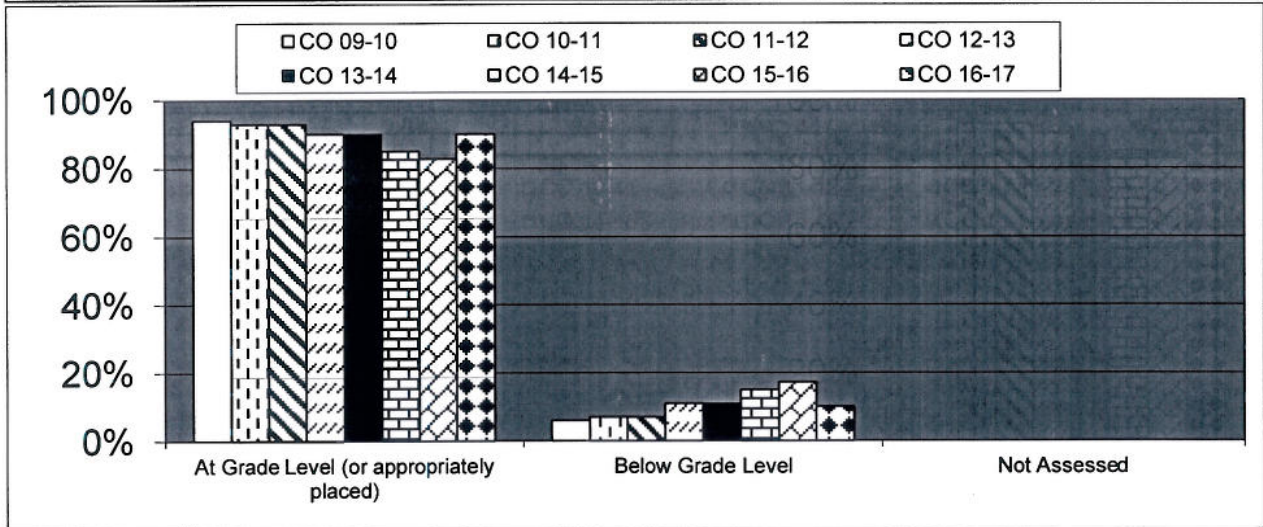 CO 09-10 CO 10-11 CO 11-12 CO 12-13
CO 13-14 CO 14-15 CO 15-16 CO 16-17
100%
80%
60%
40%
20%
0%
At Grade Level (or appropriately
placed)
Below Grade Level
Not Assessed